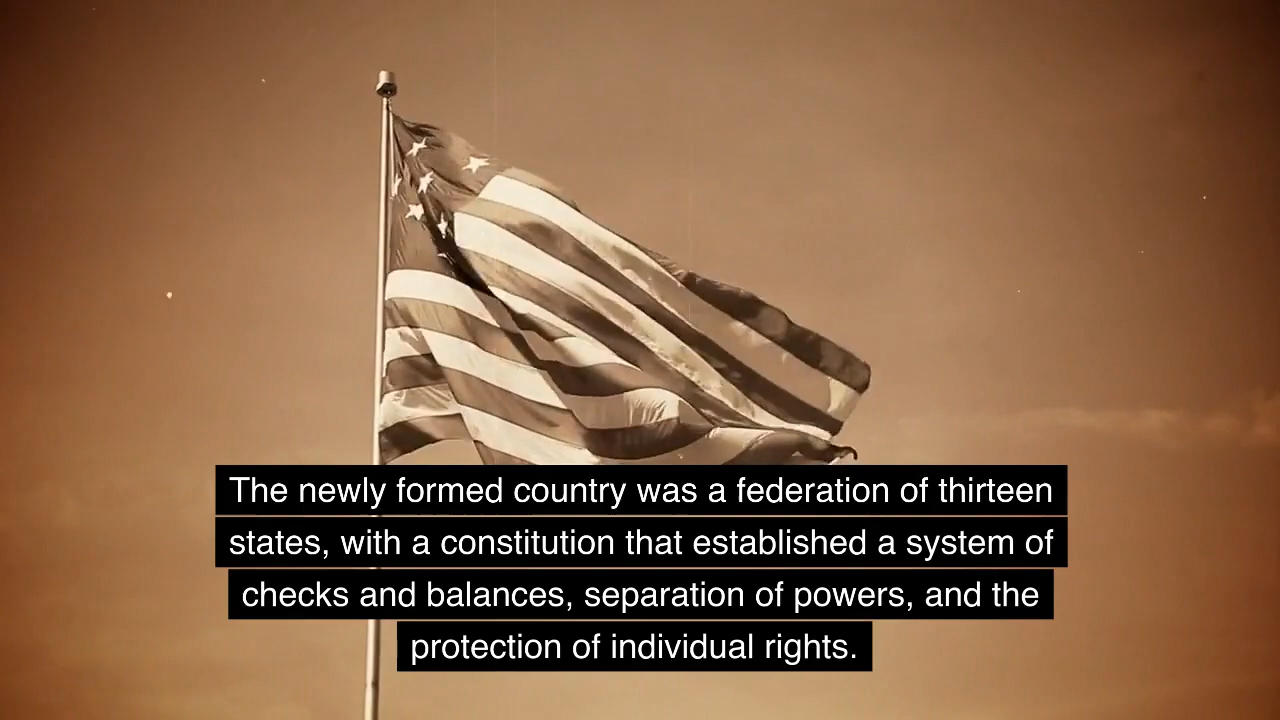 The newly formed country was a federation of thirteen
states, with a constitution that established a system of
checks and balances, separation of powers, and the
protection of individual rights.